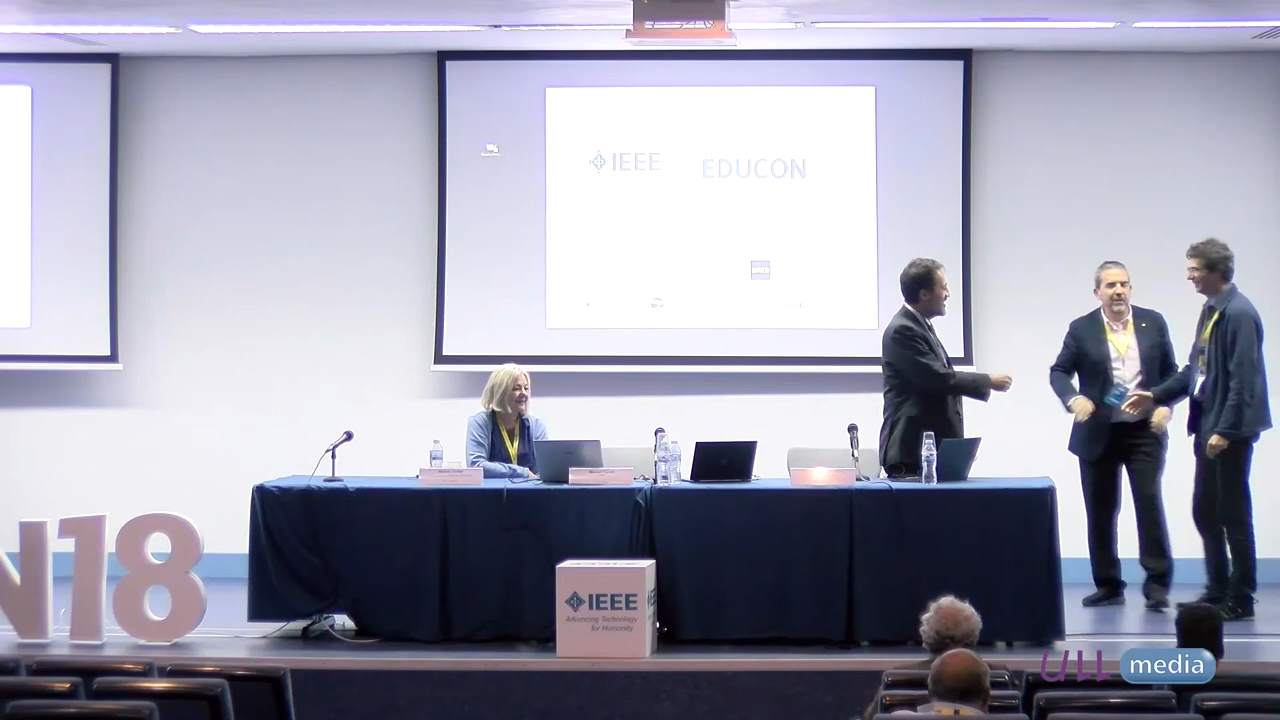 IEEE
EDUCON
N18
IEEE
Advancing Technology
for Humanity
ULL media